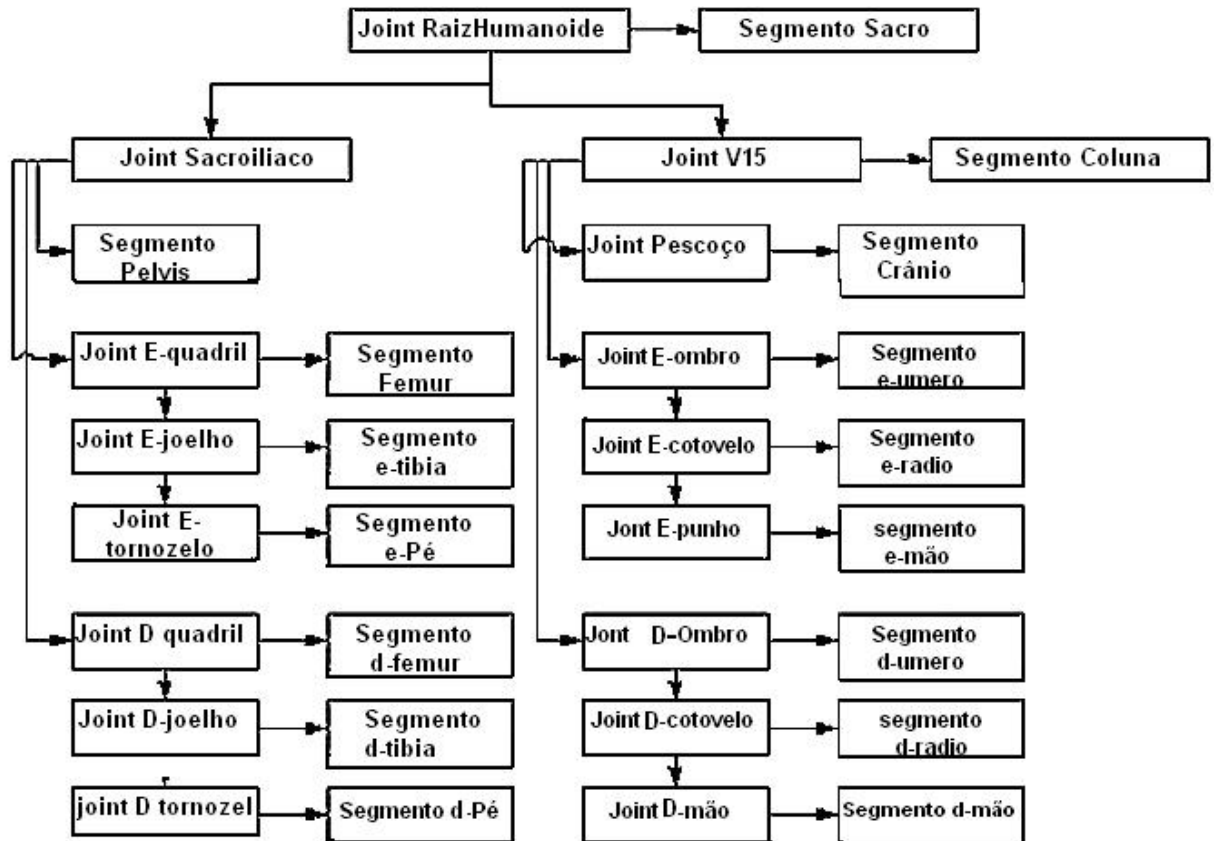 Joint RaizHumanoide
Segmento Sacro
Joint Sacroiliaco
Joint V15
Segmento Coluna
Segmento
Pelvis
Joint Pescoço
Segmento
Crânio
Joint E-quadril
Segmento
Femur
Joint E-ombro
Segmento
e-umero
Joint E-joelho
Segmento
e-tibia
Joint E-cotovelo
Segmento
e-radio
Joint E-
tornozelo
Segmento
e-Pé
Jont E-punho
segmento
e-mão
Joint D quadril
Segmento
d-femur
Jont D-Ombro
Segmento
d-umero
Joint D-joelho
Segmento
d-tibia
Joint D-cotovelo
segmento
d-radio
joint D tornozel
Segmento d-Pé
Joint D-mão
Segmento d-mão